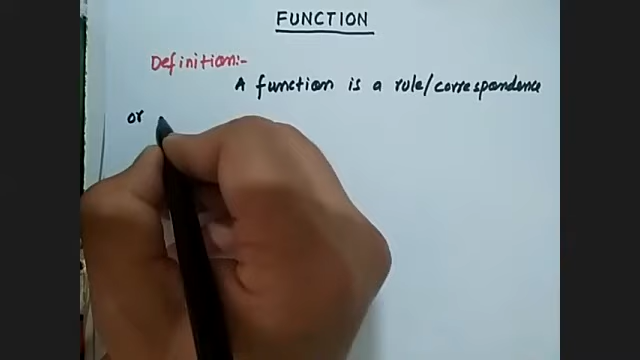 FUNCTION
Definition:-
A function is a rule/correspondence
or